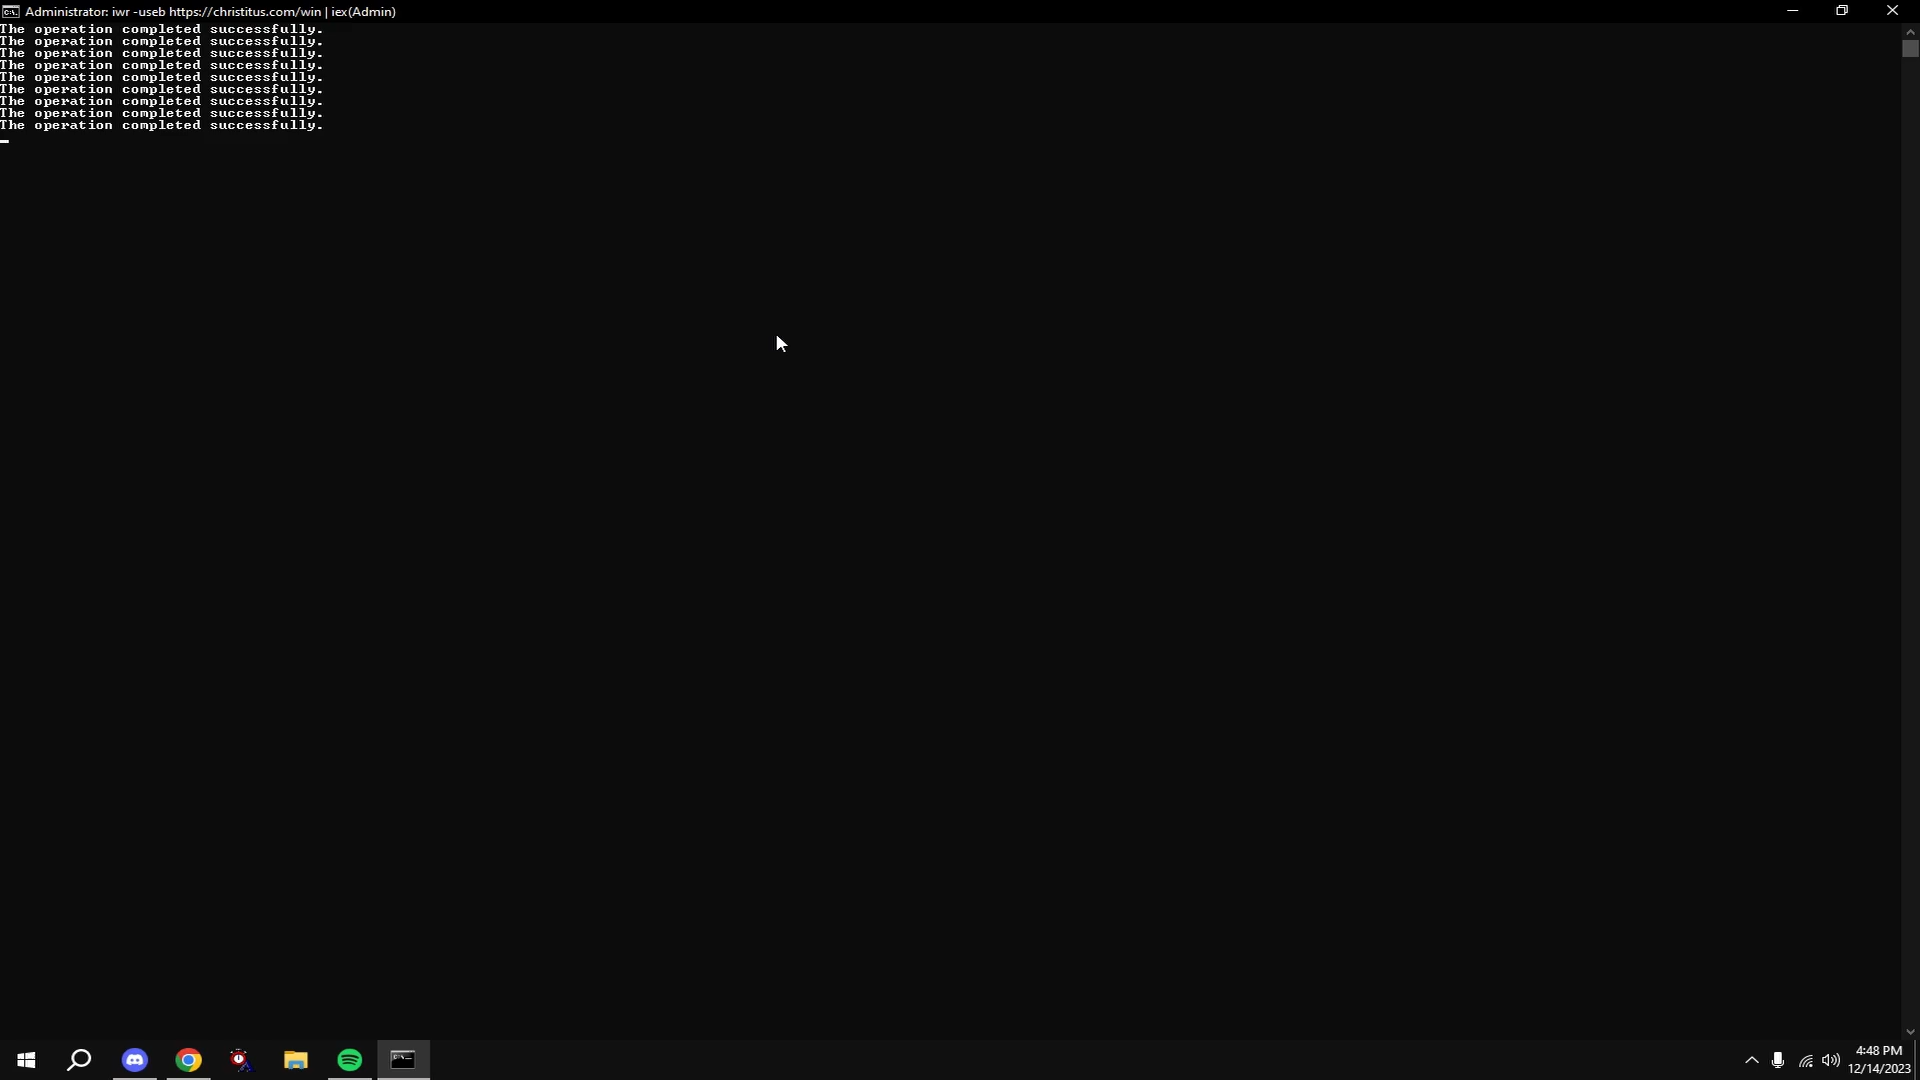 Administrator: iwr -useb https://christitus.com/win | iex(Admin)
The operation completed successfully.
The operation completed successfully.
The operation completed successfully.
The operation completed successfully.
The operation completed successfully.
The operation completed successfully.
The operation completed successfully.
The operation completed successfully.
The operation completed successfully.
4:48 PM
12/14/2023